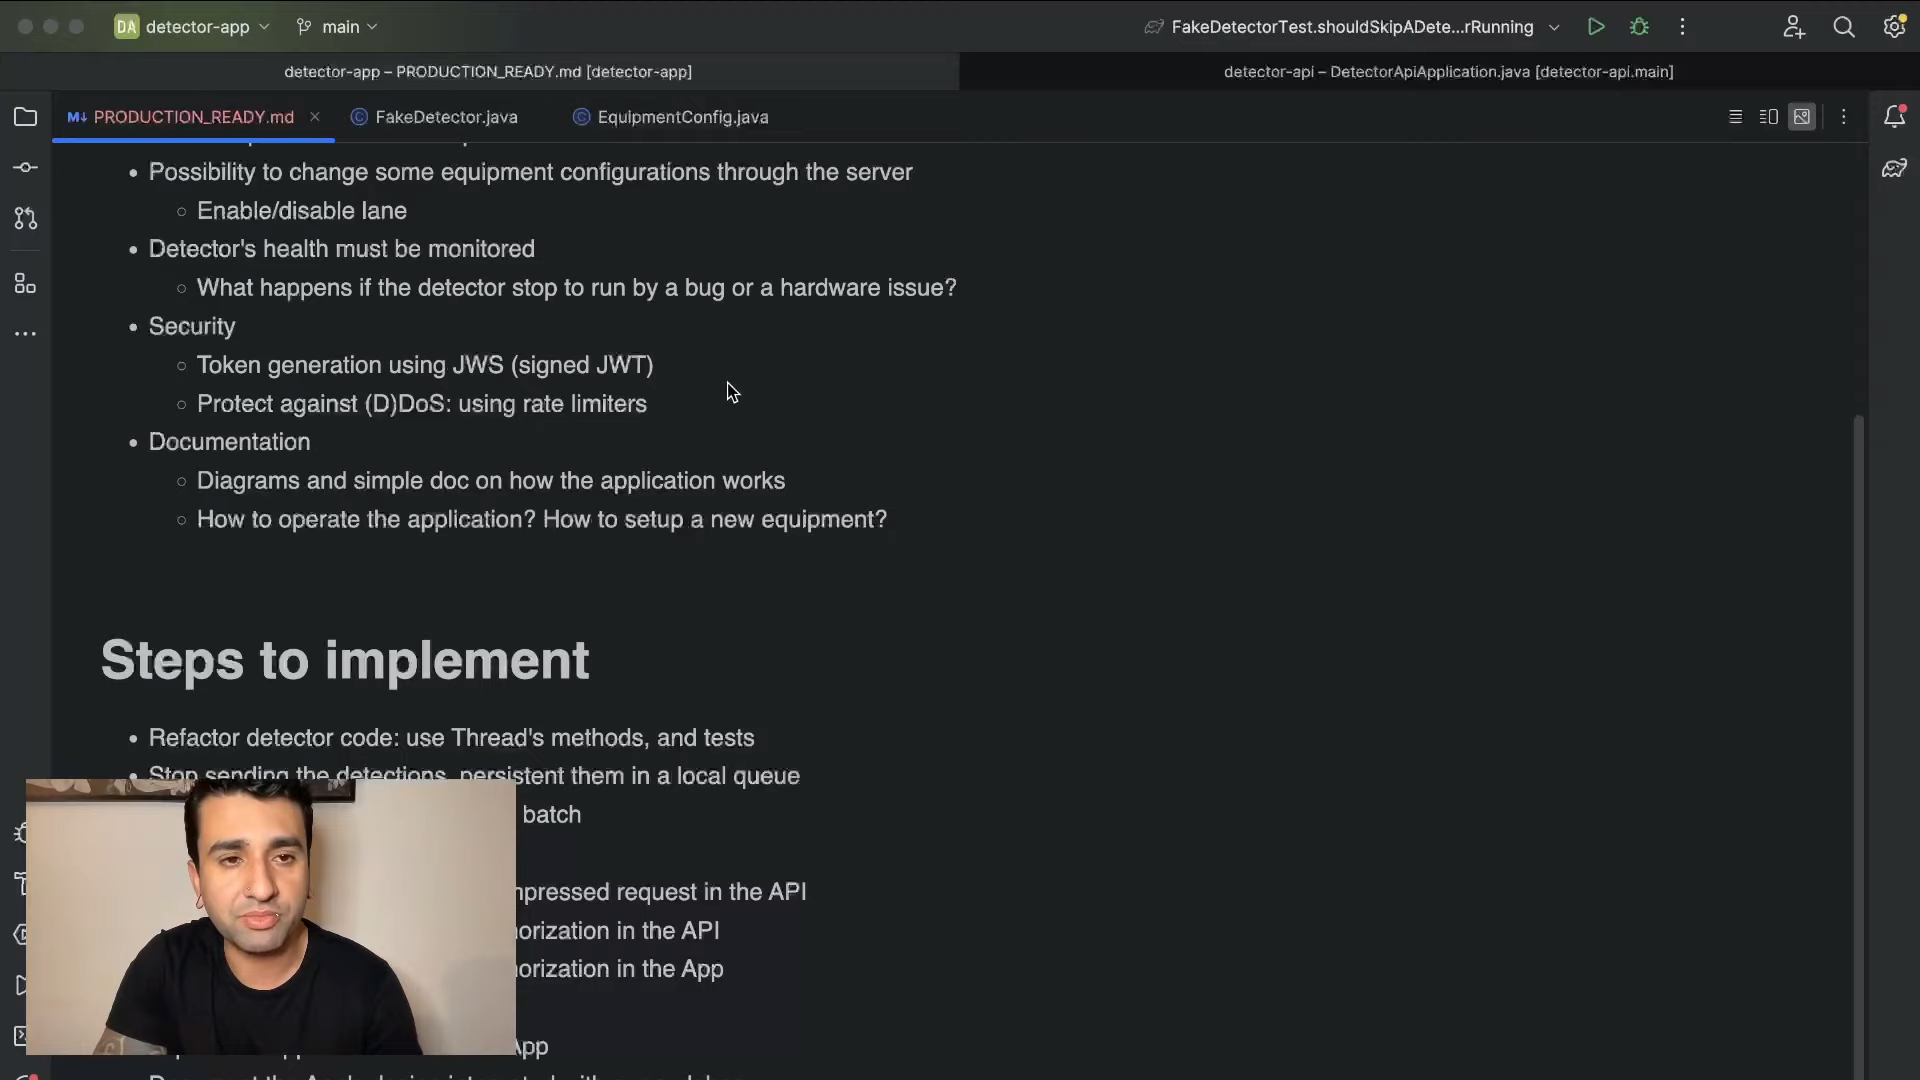 DA detector-app main FakeDetectorTest.shouldSkipADete...rRunning
detector-app – PRODUCTION_READY.md [detector-app] detector-api – DetectorApiApplication.java [detector-api.main]
M↓ PRODUCTION_READY.md FakeDetector.java EquipmentConfig.java
Possibility to change some equipment configurations through the server
Enable/disable lane
Detector's health must be monitored
What happens if the detector stop to run by a bug or a hardware issue?
Security
Token generation using JWS (signed JWT)
Protect against (D)DoS: using rate limiters
Documentation
Diagrams and simple doc on how the application works
How to operate the application? How to setup a new equipment?
Steps to implement
Refactor detector code: use Thread's methods, and tests
Stop sending the detections, persistent them in a local queue
batch
mpressed request in the API
orization in the API
orization in the App
App